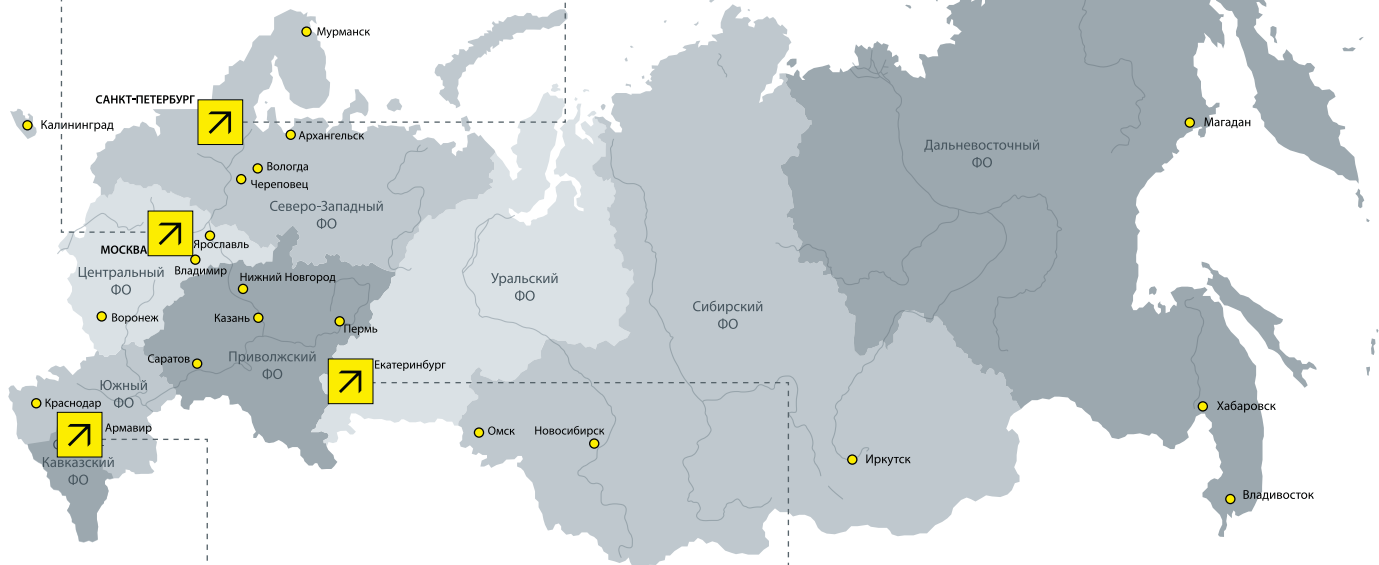 Мурманск
САНКТ-ПЕТЕРБУРГ
Калининград
Архангельск
Магадан
Дальневосточный
ФО
Вологда
Череповец
Северо-Западный
ФО
Ярославль
МОСКВА
Владимир
Центральный
ФО
Нижний Новгород
Уральский
ФО
Сибирский
ФО
Воронеж
Казань
Пермь
Саратов
Приволжский
ФО
Екатеринбург
Южный
ФО
Краснодар
Хабаровск
Армавир
Омск
Новосибирск
Кавказский
ФО
Иркутск
Владивосток